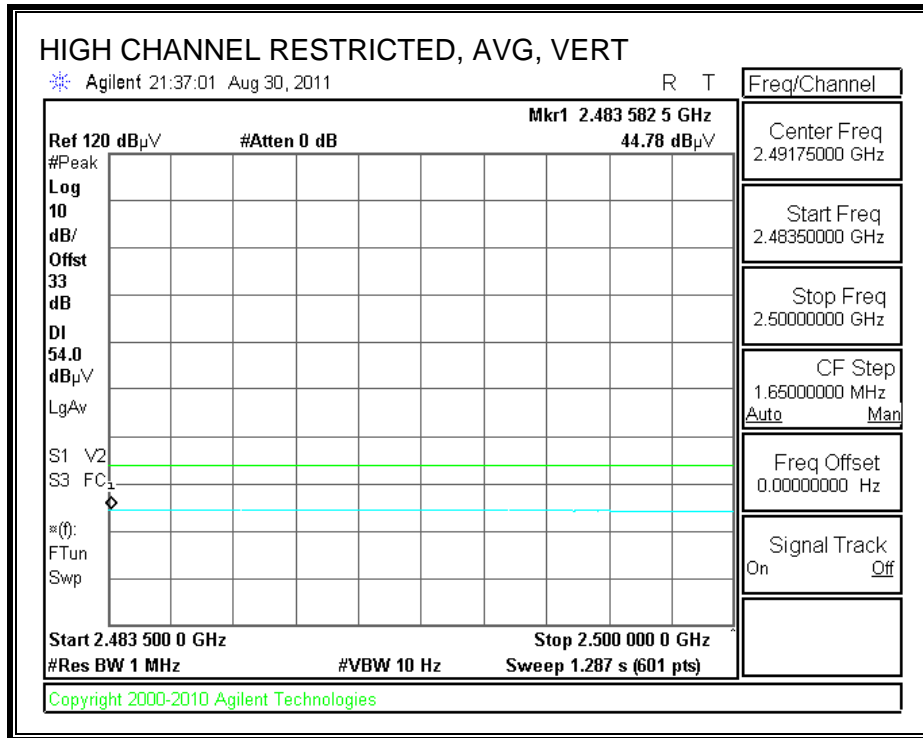 HIGH CHANNEL RESTRICTED, AVG, VERT
Agilent 21:37:01 Aug 30, 2011 R T
Mkr1 2.483 582 5 GHz
Ref 120 dBµV #Atten 0 dB 44.78 dBµV
#Peak
Log
10
dB/
Offst
33
dB
DI
54.0
dBµV
LgAv
S1 V2
S3 FC
1
¤(f):
FTun
Swp
Start 2.483 500 0 GHz Stop 2.500 000 0 GHz
#Res BW 1 MHz #VBW 10 Hz Sweep 1.287 s (601 pts)
Copyright 2000-2010 Agilent Technologies
Freq/Channel
Center Freq
2.49175000 GHz
Start Freq
2.48350000 GHz
Stop Freq
2.50000000 GHz
CF Step
1.65000000 MHz
Auto Man
Freq Offset
0.00000000 Hz
Signal Track
On Off